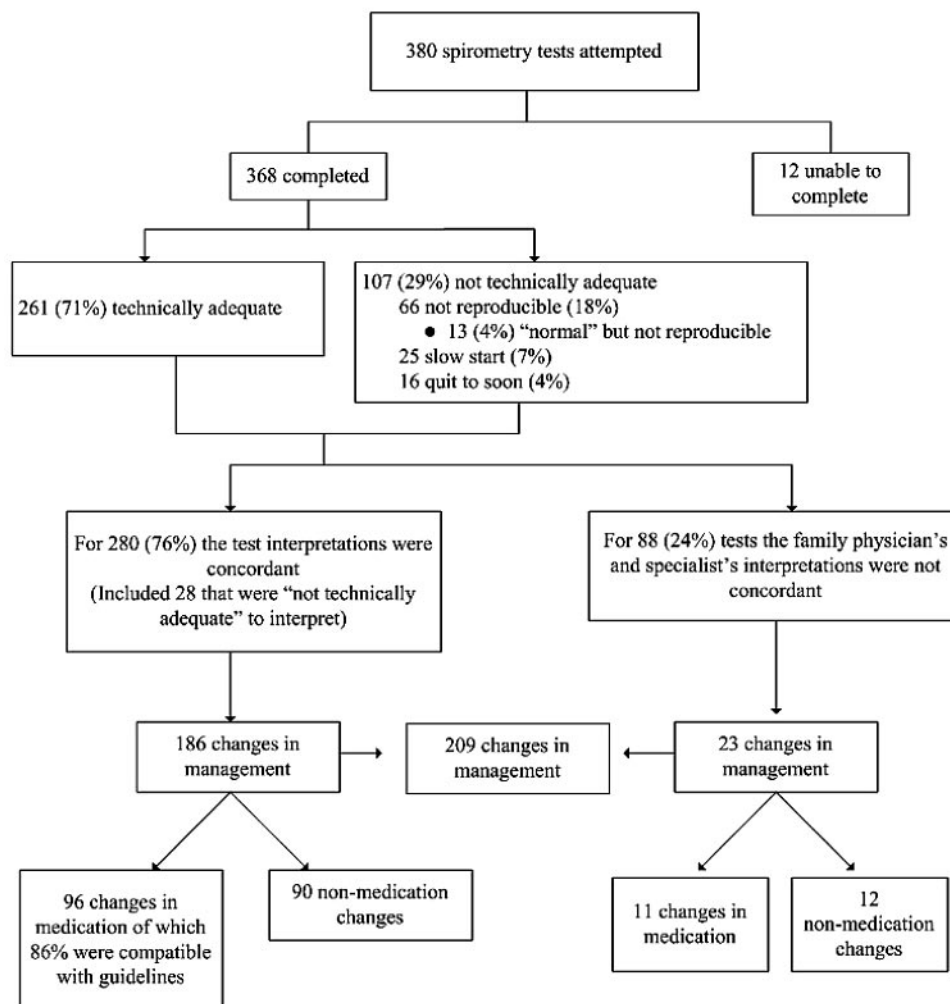 380 spirometry tests attempted
368 completed
12 unable to
complete
261 (71%) technically adequate
107 (29%) not technically adequate
66 not reproducible (18%)
● 13 (4%) “normal” but not reproducible
25 slow start (7%)
16 quit to soon (4%)
For 280 (76%) the test interpretations were
concordant
(Included 28 that were “not technically
adequate” to interpret)
For 88 (24%) tests the family physician’s
and specialist’s interpretations were not
concordant
186 changes in
management
209 changes in
management
23 changes in
management
96 changes in
medication of which
86% were compatible
with guidelines
90 non-medication
changes
11 changes in
medication
12
non-medication
changes